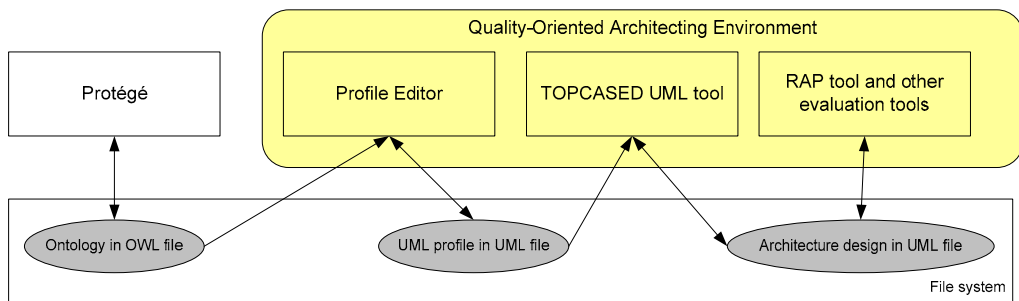 Quality-Oriented Architecting Environment
Protégé
Profile Editor
TOPCASED UML tool
RAP tool and other
evaluation tools
Ontology in OWL file
UML profile in UML file
Architecture design in UML file
File system